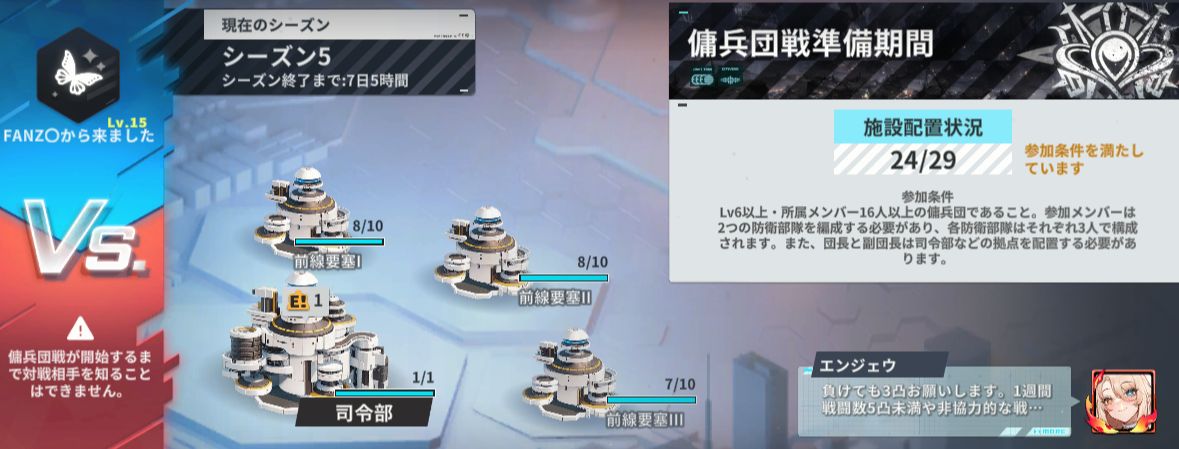 現在のシーズン
シーズン5
シーズン終了まで:7日5時間
Lv.15
FANZ〇から来ました
Vs.
傭兵団戦が開始するま
で対戦相手を知ること
はできません。
8/10
前線要塞I
8/10
前線要塞II
E! 1
1/1
司令部
7/10
前線要塞III
傭兵団戦準備期間
施設配置状況
24/29
参加条件を満たし
ています
参加条件
Lv6以上・所属メンバー16人以上の傭兵団であること。参加メンバーは
2つの防衛部隊を編成する必要があり、各防衛部隊はそれぞれ3人で構成
されます。また、団長と副団長は司令部などの拠点を配置する必要があ
ります。
エンジェウ
負けても3凸お願いします。1週間
戦闘数5凸未満や非協力的な戦…